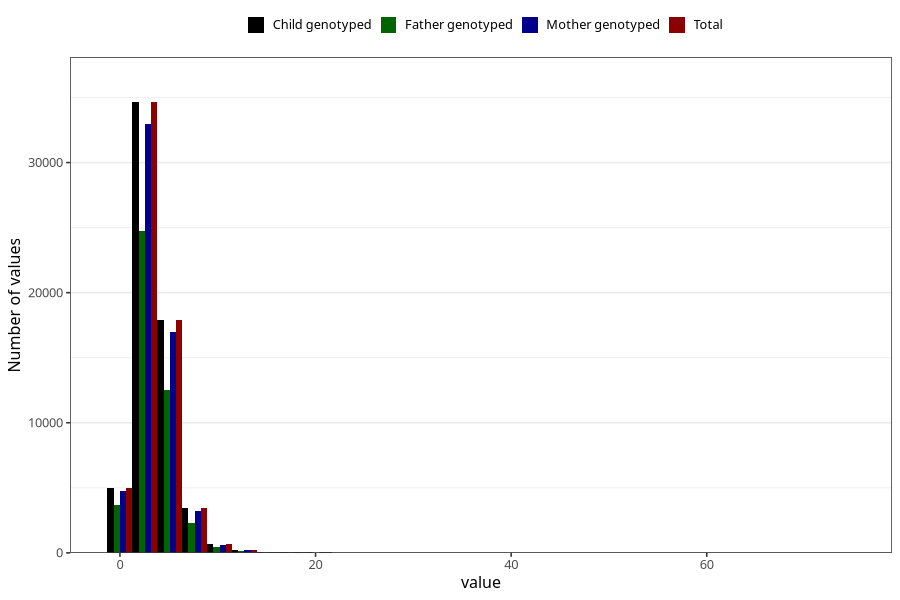 Child genotyped Father genotyped Mother genotyped Total
Number of values
30000
20000
10000
0
0 20 40 60
value